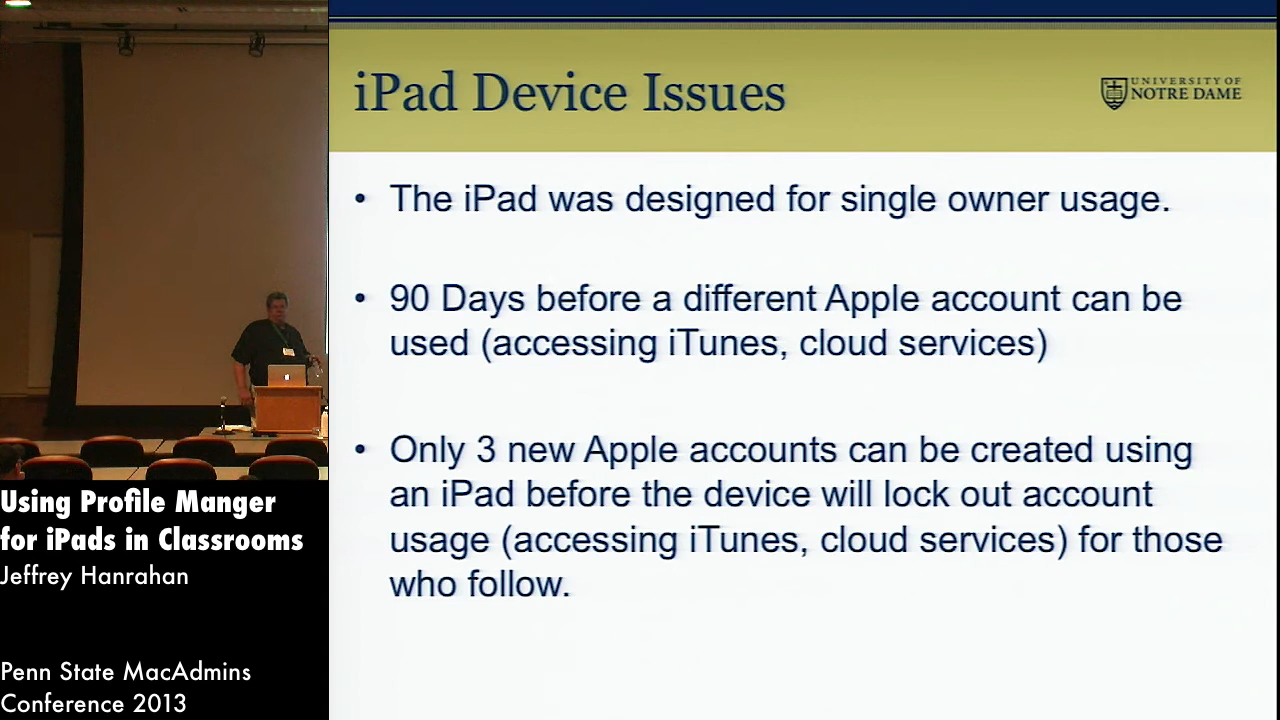 iPad Device Issues
UNIVERSITY OF
NOTRE DAME
• The iPad was designed for single owner usage.
• 90 Days before a different Apple account can be
used (accessing iTunes, cloud services)
• Only 3 new Apple accounts can be created using
an iPad before the device will lock out account
usage (accessing iTunes, cloud services) for those
who follow.
Using Profile Manger
for iPads in Classrooms
Jeffrey Hanrahan
Penn State MacAdmins
Conference 2013